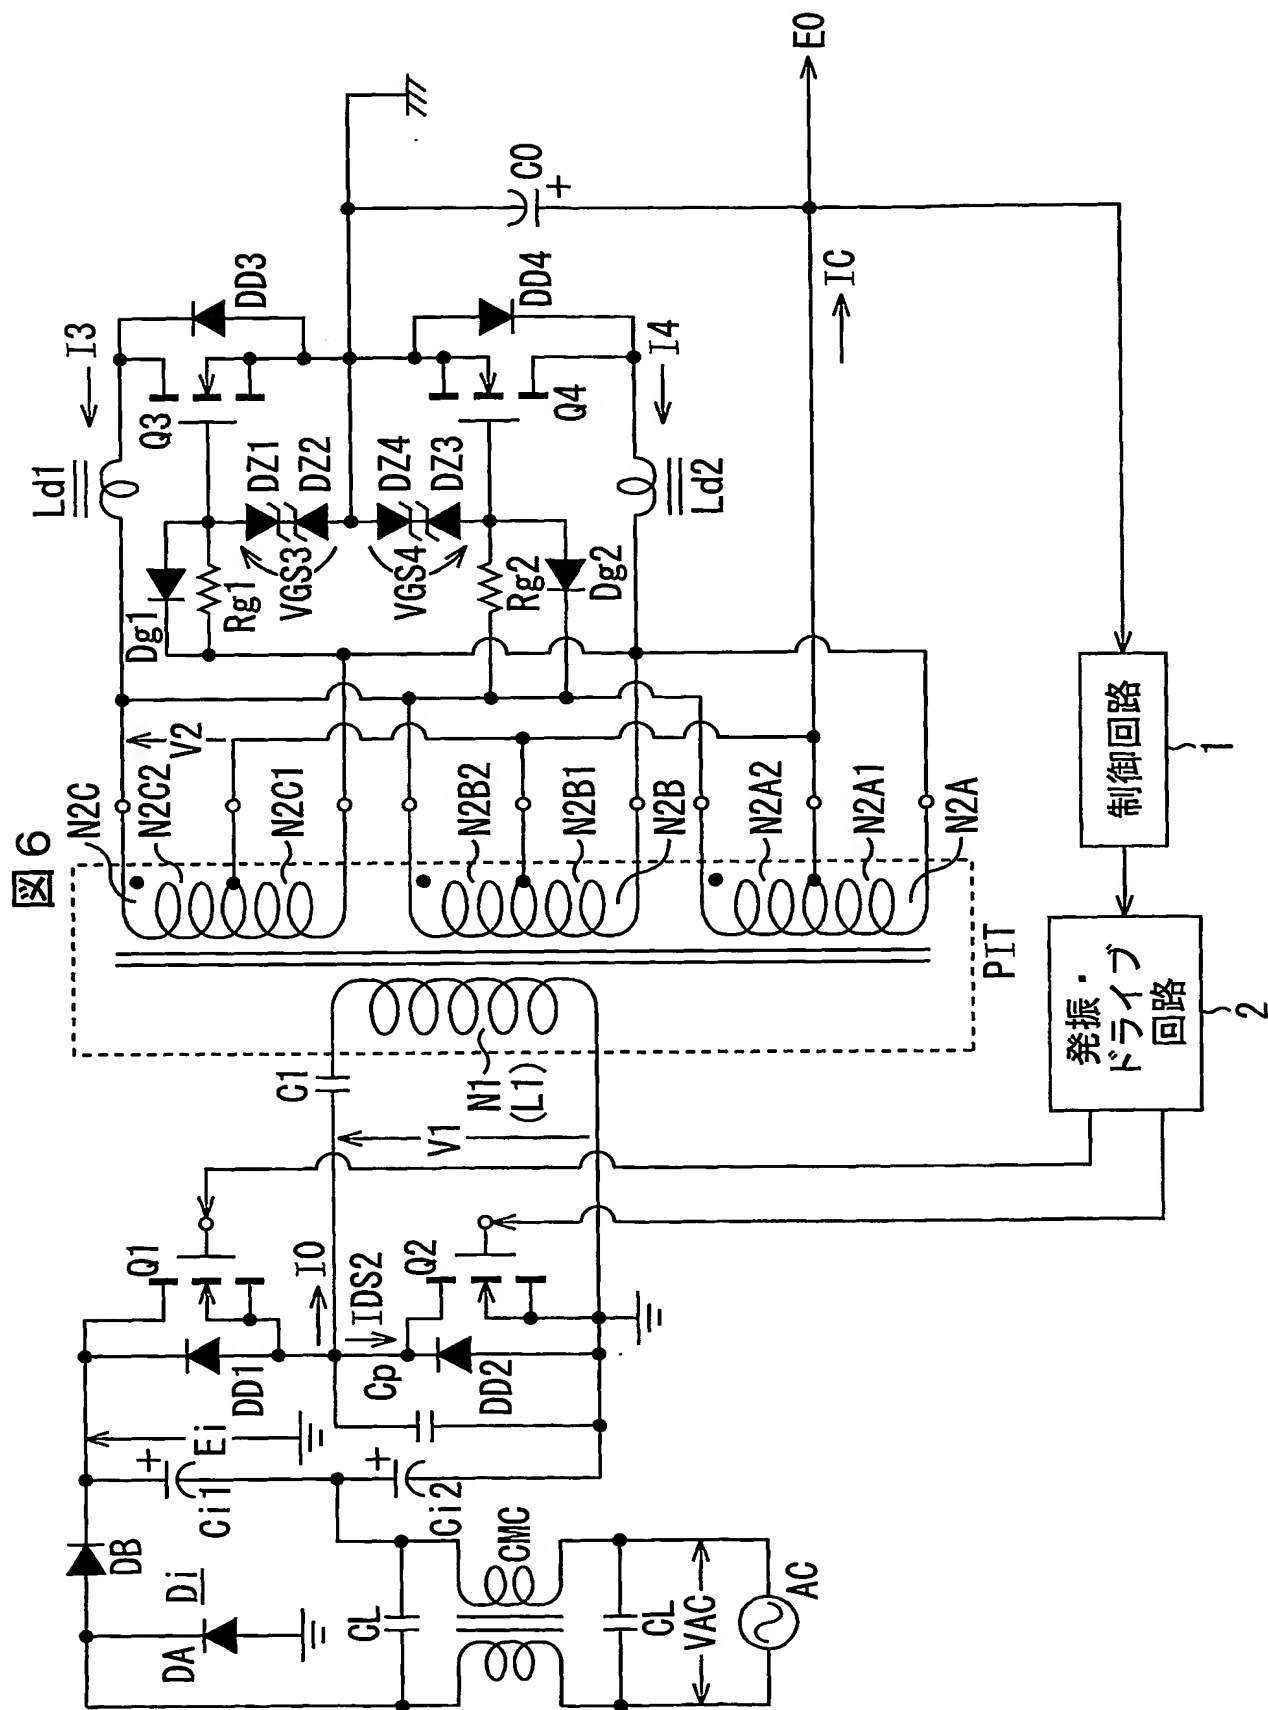 図6
AC
VAC
CL
CMC
CL
DA
Di
DB
Ci1
+
Ci2
+
Ei
DD1
Q1
IO
IDS2
Cp
DD2
Q2
V1
C1
N1
(L1)
PIT
N2C
N2C2
N2C1
N2B2
N2B1
N2B
N2A2
N2A1
N2A
V2
Dg1
Rg1
VGS3
VGS4
Rg2
Dg2
DZ1
DZ2
DZ4
DZ3
Ld1
Ld2
Q3
Q4
I3
I4
DD3
DD4
CO
+
IC
EO
制御回路
1
発振・
ドライブ
回路
2